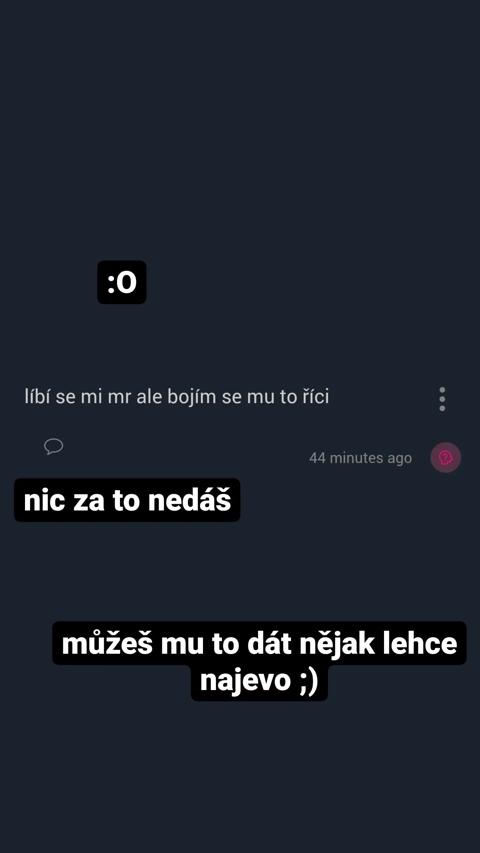 :O
líbí se mi mr ale bojím se mu to říci
44 minutes ago
nic za to nedáš
můžeš mu to dát nějak lehce
najevo ;)